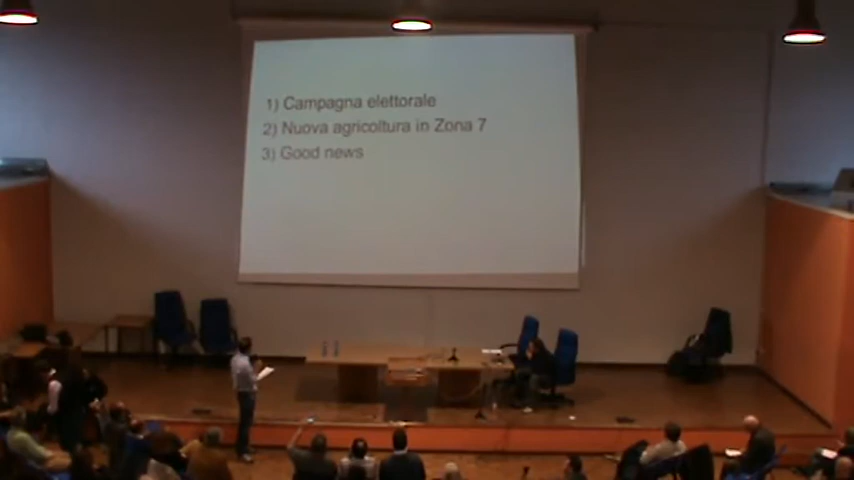 1) Campagna elettorale
2) Nuova agricoltura in Zona 7
3) Good news